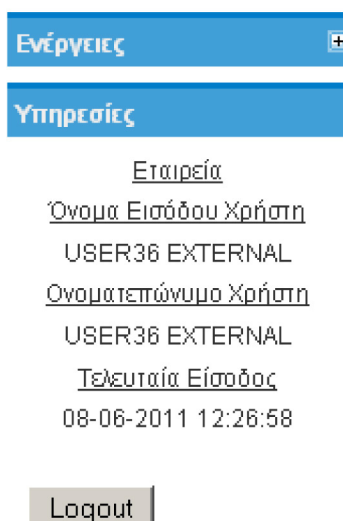 Ενέργειες
Υπηρεσίες
Εταιρεία
Όνομα Εισόδου Χρήστη
USER36 EXTERNAL
Ονοματεπώνυμο Χρήστη
USER36 EXTERNAL
Τελευταία Είσοδος
08-06-2011 12:26:58
Logout